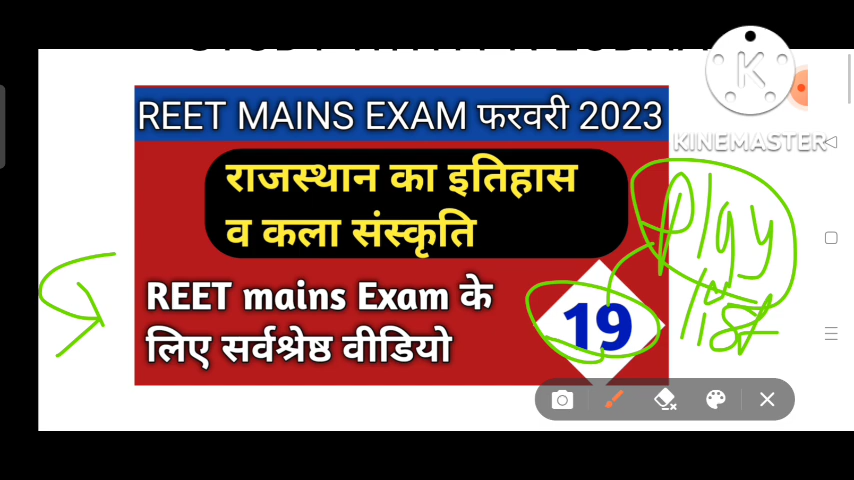 REET MAINS EXAM फरवरी 2023
KINEMASTER
राजस्थान का इतिहास
व कला संस्कृति
play
list
REET mains Exam के
लिए सर्वश्रेष्ठ वीडियो
19